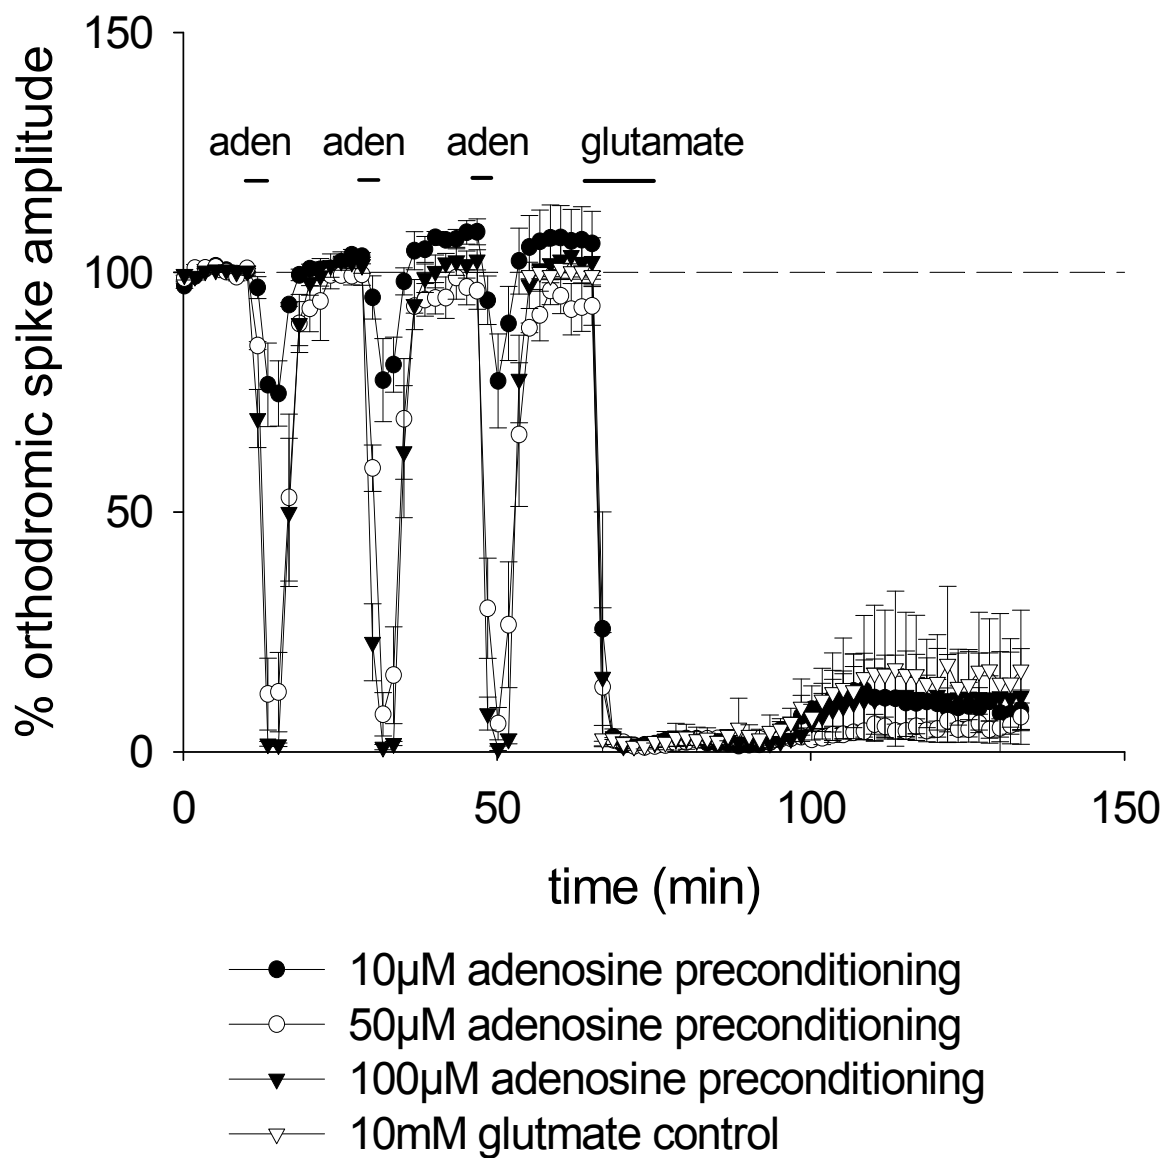 150
aden aden aden glutamate
100
50
0
0 50 100 150
% orthodromic spike amplitude
time (min)
10µM adenosine preconditioning
50µM adenosine preconditioning
100µM adenosine preconditioning
10mM glutmate control